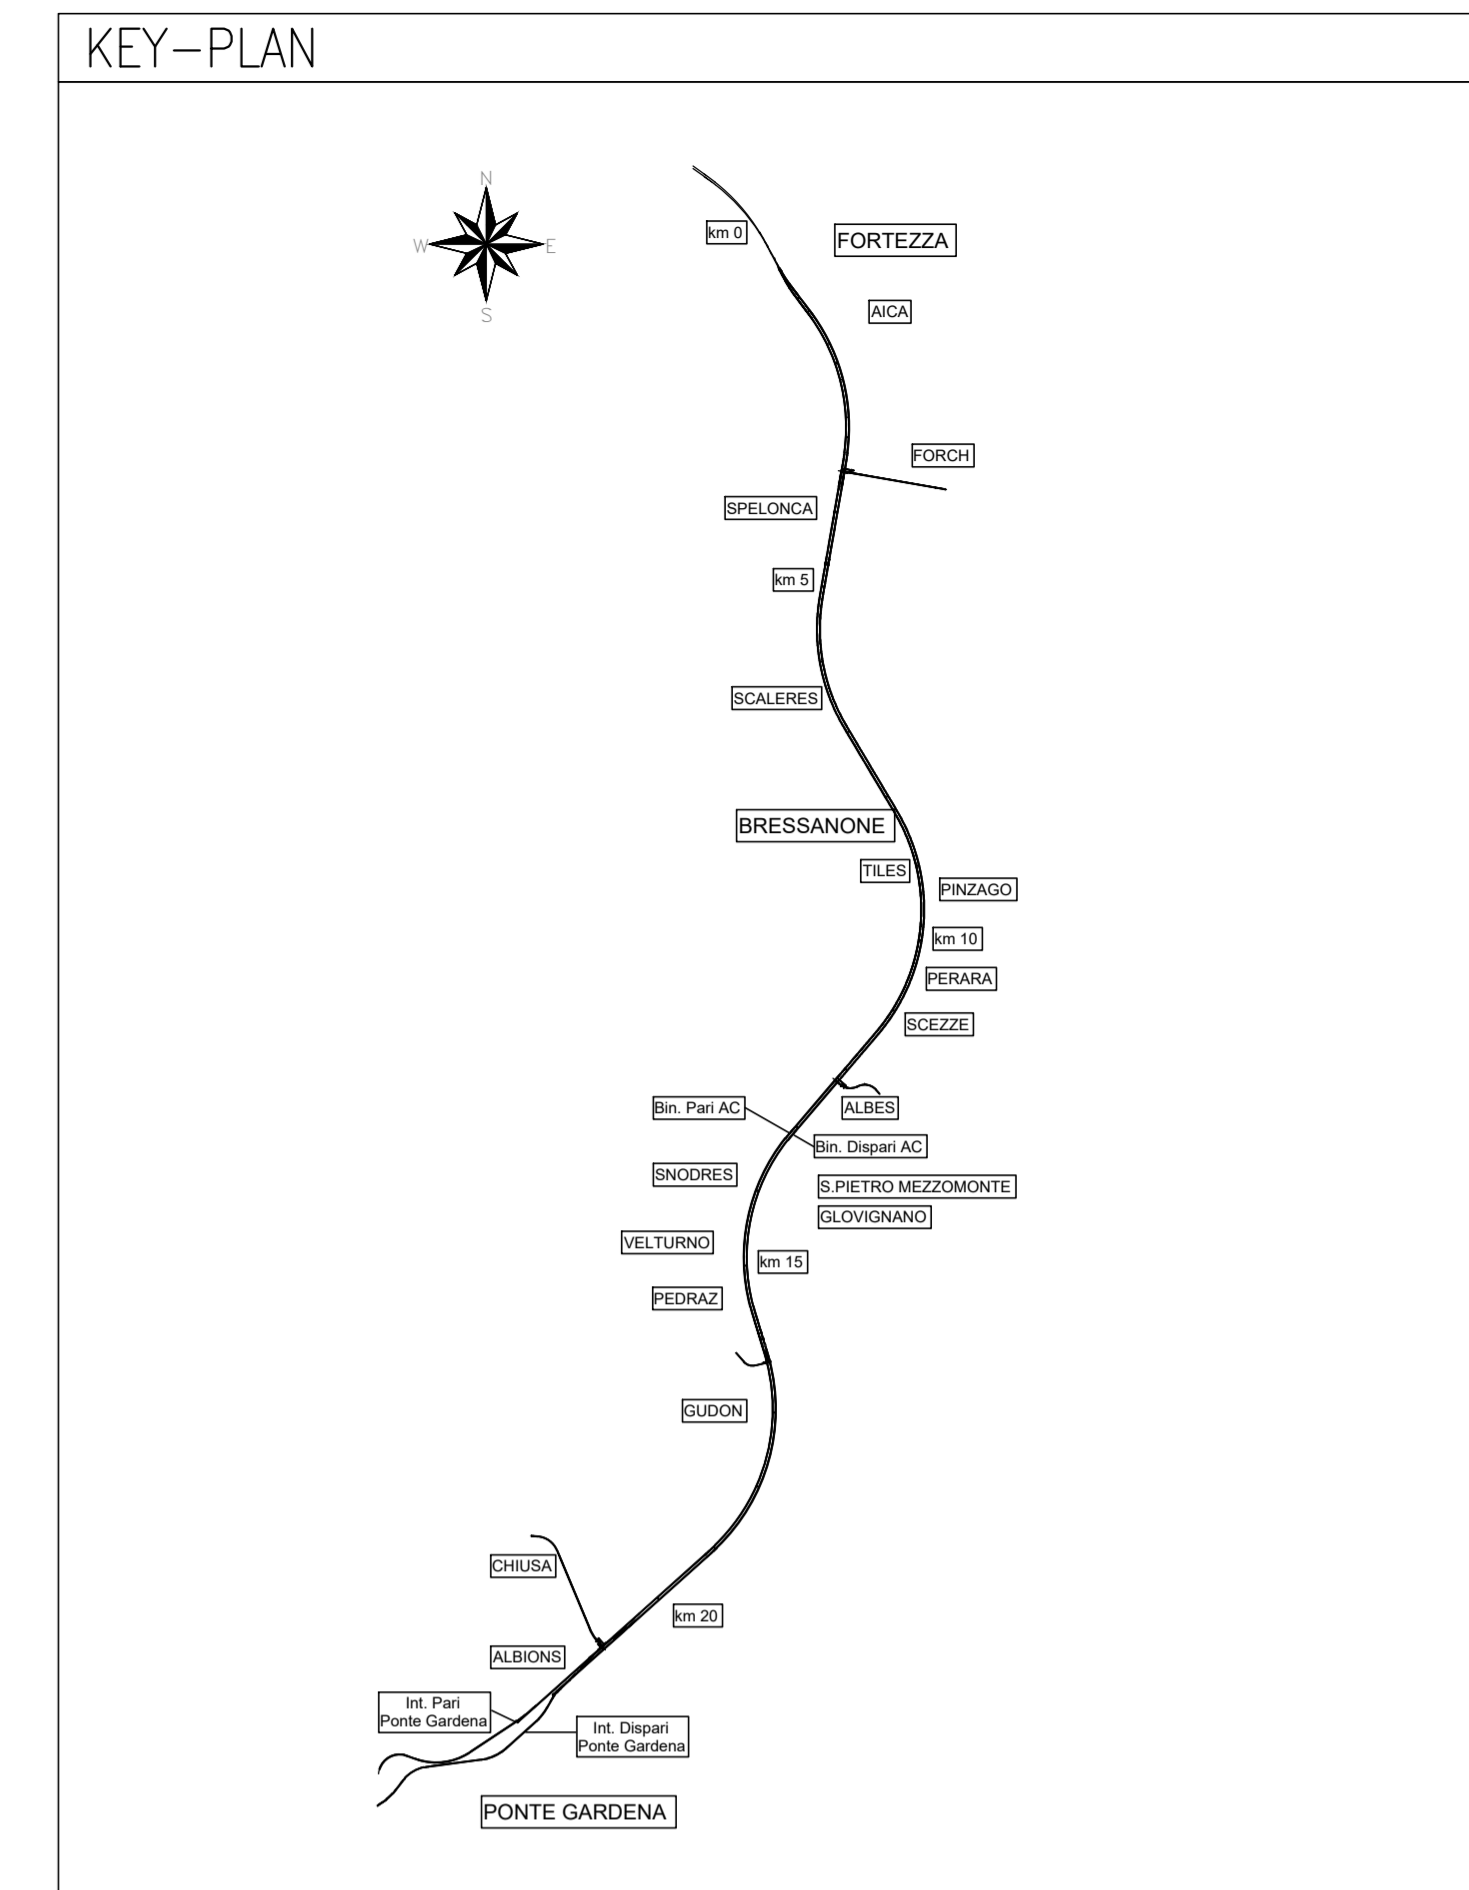 KEY-PLAN
N
W
E
S
km 0
FORTEZZA
AICA
FORCH
SPELONCA
km 5
SCALERES
BRESSANONE
TILES
PINZAGO
km 10
PERARA
SCEZZE
Bin. Pari AC
ALBES
Bin. Dispari AC
SNODRES
S.PIETRO MEZZOMONTE
GLOVIGNANO
VELTURNO
km 15
PEDRAZ
GUDON
CHIUSA
km 20
ALBIONS
Int. Pari
Ponte Gardena
Int. Dispari
Ponte Gardena
PONTE GARDENA